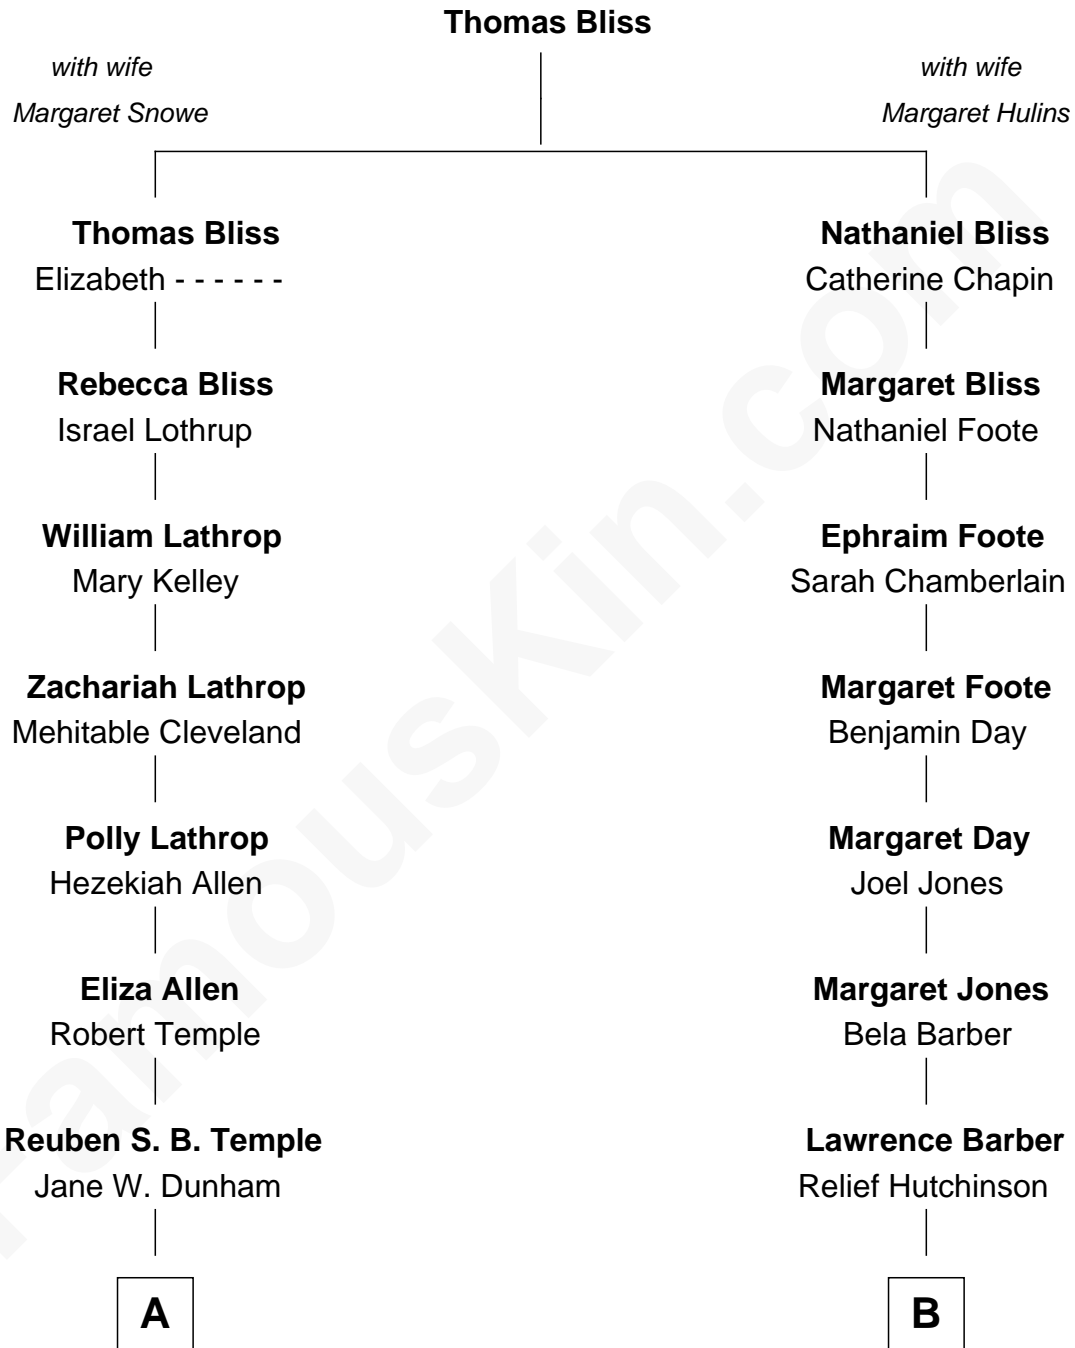 Thomas Bliss
with wife
Margaret Snowe
with wife
Margaret Hulins
Thomas Bliss
Elizabeth - - - - - -
Nathaniel Bliss
Catherine Chapin
Rebecca Bliss
Israel Lothrup
Margaret Bliss
Nathaniel Foote
William Lathrop
Mary Kelley
Ephraim Foote
Sarah Chamberlain
Zachariah Lathrop
Mehitable Cleveland
Margaret Foote
Benjamin Day
Polly Lathrop
Hezekiah Allen
Margaret Day
Joel Jones
Eliza Allen
Robert Temple
Margaret Jones
Bela Barber
Reuben S. B. Temple
Jane W. Dunham
Lawrence Barber
Relief Hutchinson
A
B
FamousKin.com